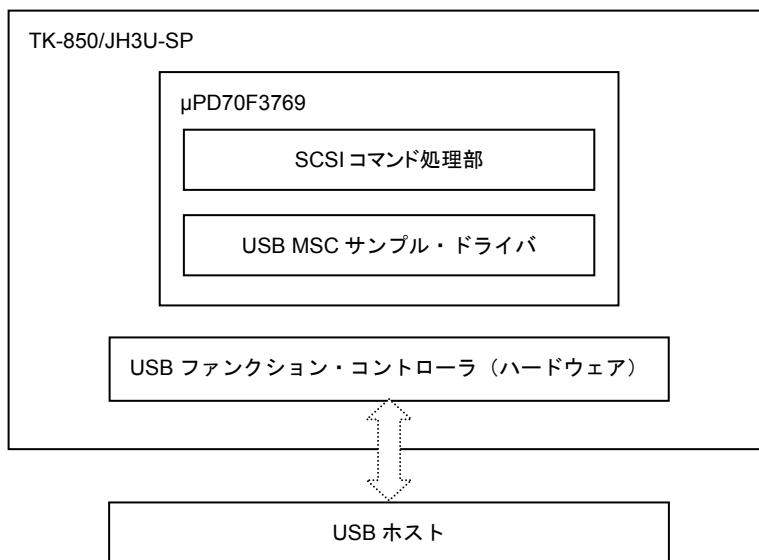 TK-850/JH3U-SP
μPD70F3769
SCSI コマンド処理部
USB MSC サンプル・ドライバ
USB ファンクション・コントローラ（ハードウェア）
USB ホスト